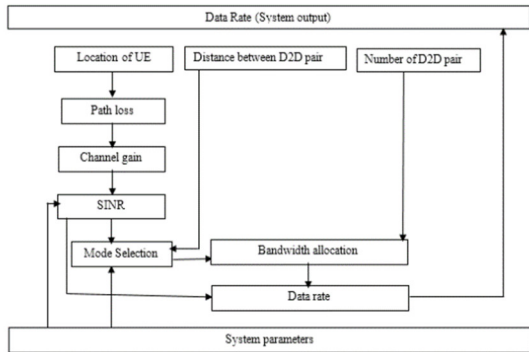 Data Rate (System output)
Location of UE
Distance between D2D pair
Number of D2D pair
Path loss
Channel gain
SINR
Mode Selection
Bandwidth allocation
Data rate
System parameters